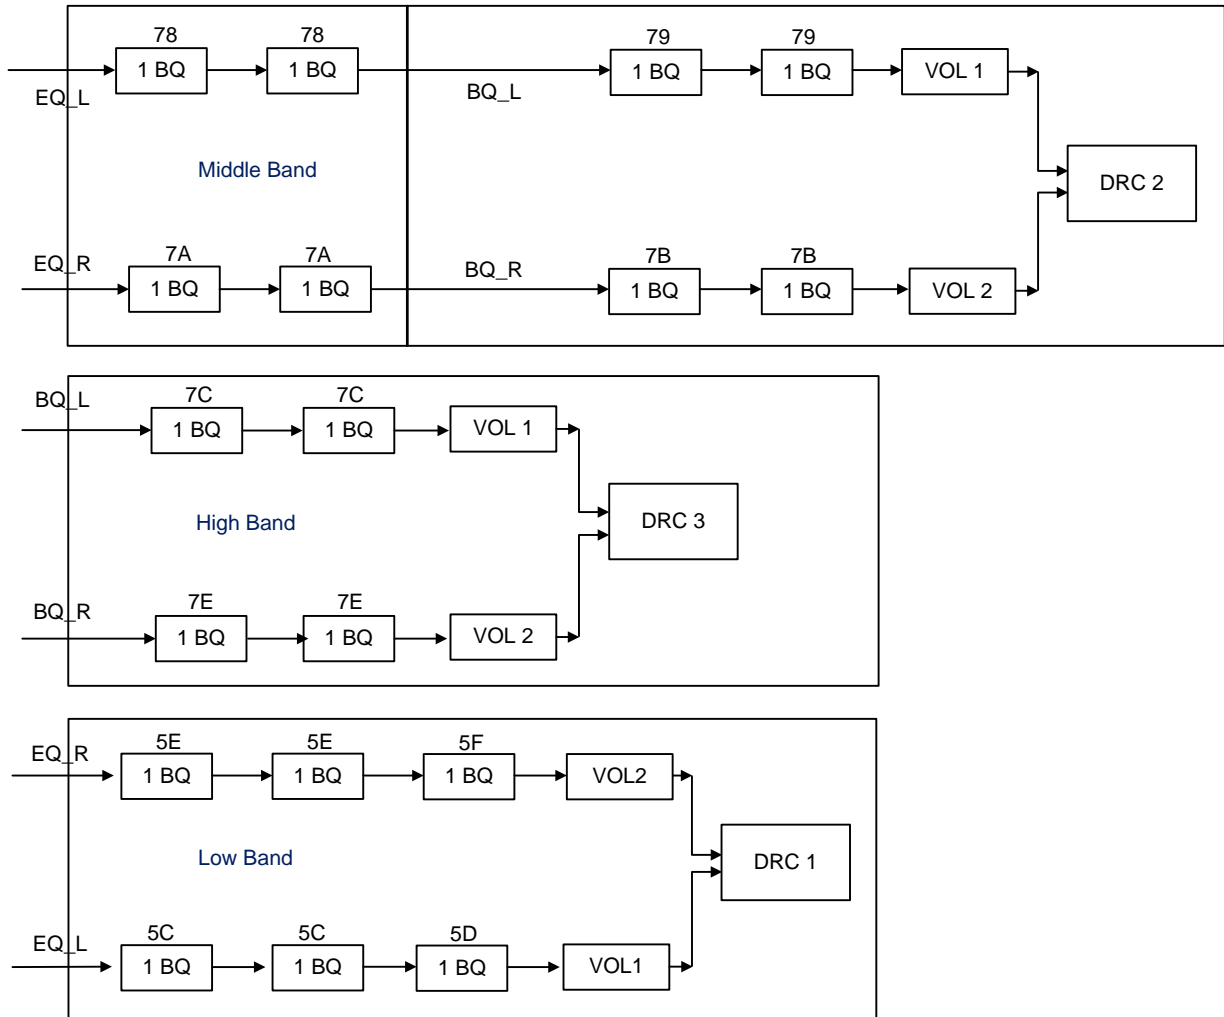 78 78 79 79
1 BQ 1 BQ 1 BQ 1 BQ VOL 1
EQ_L BQ_L
Middle Band
DRC 2
7A 7A 7B 7B
EQ_R BQ_R
1 BQ 1 BQ 1 BQ 1 BQ VOL 2
BQ_L 7C 7C
1 BQ 1 BQ VOL 1
High Band DRC 3
BQ_R 7E 7E
1 BQ 1 BQ VOL 2
EQ_R 5E 5E 5F
1 BQ 1 BQ 1 BQ VOL2
Low Band DRC 1
EQ_L 5C 5C 5D
1 BQ 1 BQ 1 BQ VOL1